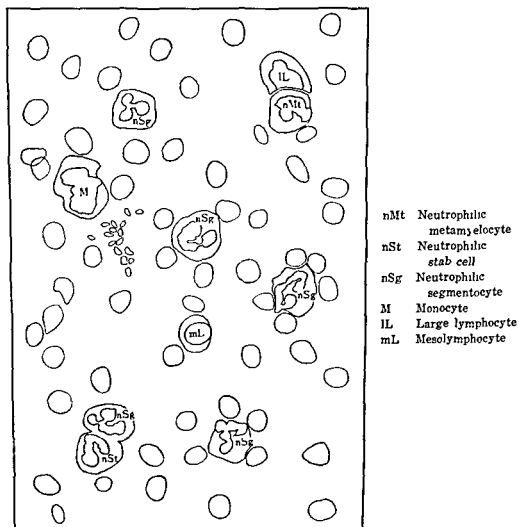 lL
nMt
nSg
M
nSg
nSg
mL
nSg
nSt
nSg
nMt Neutrophilic
metamyelocyte
nSt Neutrophilic
stab cell
nSg Neutrophilic
segmentocyte
M Monocyte
lL Large lymphocyte
mL Mesolymphocyte